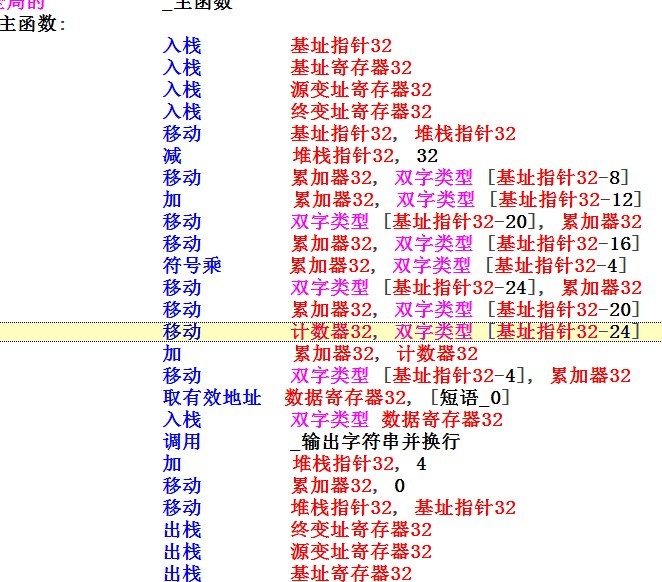 全局的 _主函数
主函数:
入栈 基址指针32
入栈 基址寄存器32
入栈 源变址寄存器32
入栈 终变址寄存器32
移动 基址指针32, 堆栈指针32
减 堆栈指针32, 32
移动 累加器32, 双字类型 [基址指针32-8]
加 累加器32, 双字类型 [基址指针32-12]
移动 双字类型 [基址指针32-20], 累加器32
移动 累加器32, 双字类型 [基址指针32-16]
符号乘 累加器32, 双字类型 [基址指针32-4]
移动 双字类型 [基址指针32-24], 累加器32
移动 累加器32, 双字类型 [基址指针32-20]
移动 计数器32, 双字类型 [基址指针32-24]
加 累加器32, 计数器32
移动 双字类型 [基址指针32-4], 累加器32
取有效地址 数据寄存器32, [短语_0]
入栈 双字类型 数据寄存器32
调用 _输出字符串并换行
加 堆栈指针32, 4
移动 累加器32, 0
移动 堆栈指针32, 基址指针32
出栈 终变址寄存器32
出栈 源变址寄存器32
出栈 基址寄存器32